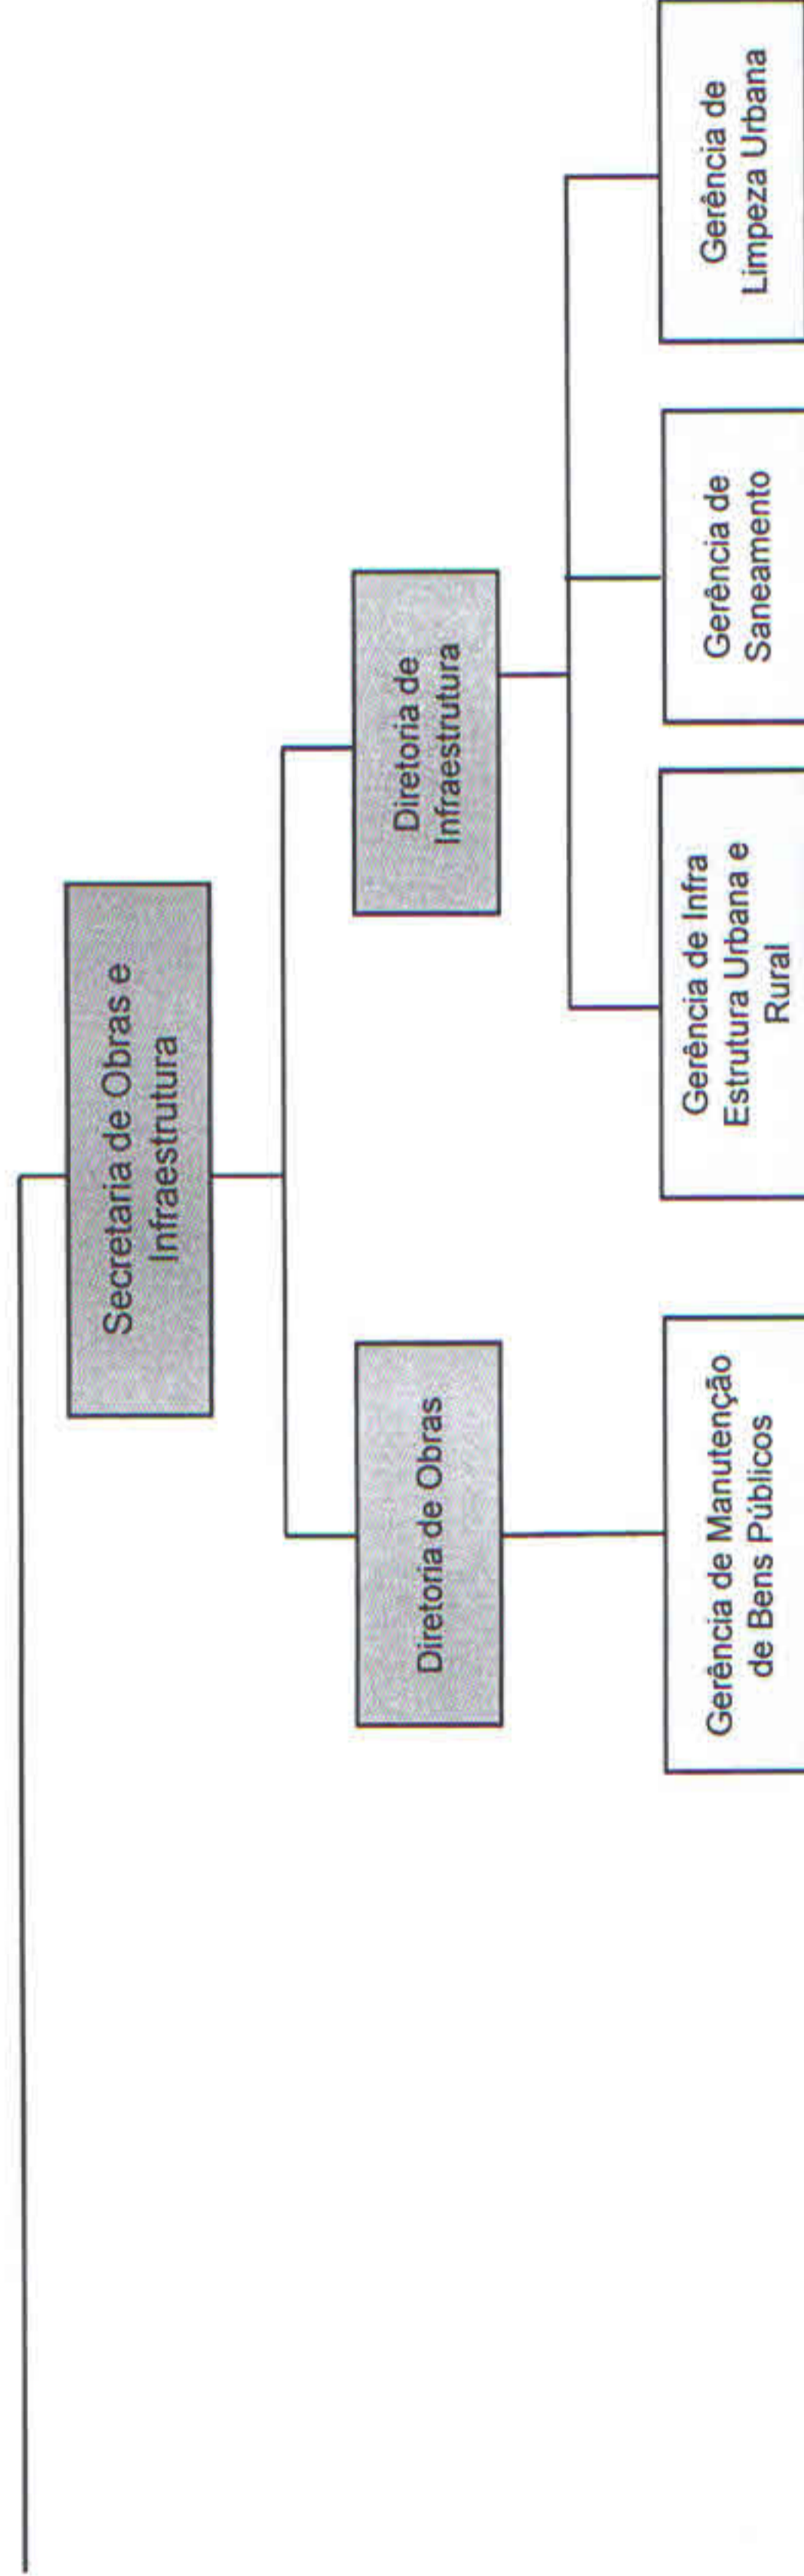 Secretaria de Obras e
Infraestrutura
Diretoria de Obras
Diretoria de
Infraestrutura
Gerência de Manutenção
de Bens Públicos
Gerência de Infra
Estrutura Urbana e
Rural
Gerência de
Saneamento
Gerência de
Limpeza Urbana